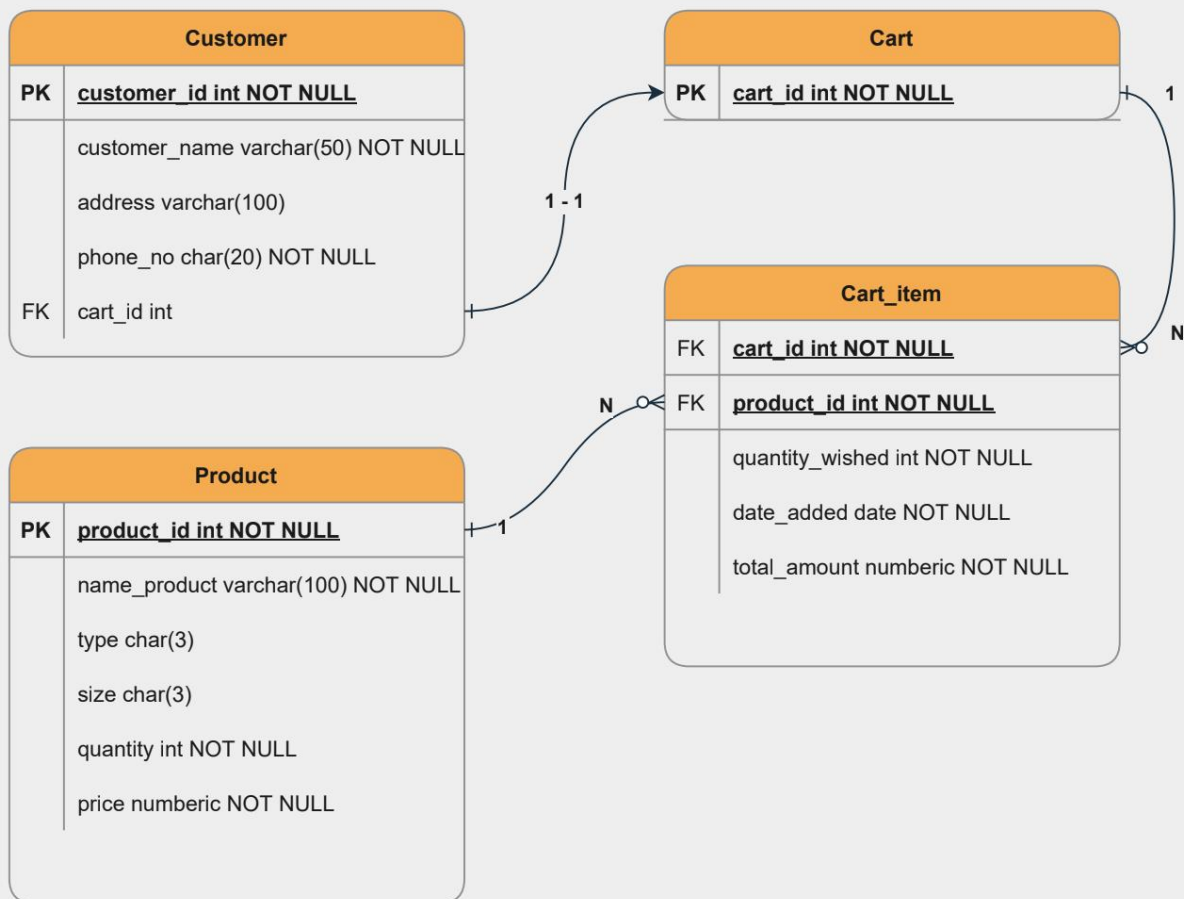 Customer
PK customer_id int NOT NULL
customer_name varchar(50) NOT NULL
address varchar(100)
phone_no char(20) NOT NULL
FK cart_id int
1 - 1
Cart
PK cart_id int NOT NULL
1
N
Cart_item
FK cart_id int NOT NULL
FK product_id int NOT NULL
quantity_wished int NOT NULL
date_added date NOT NULL
total_amount numberic NOT NULL
N
1
Product
PK product_id int NOT NULL
name_product varchar(100) NOT NULL
type char(3)
size char(3)
quantity int NOT NULL
price numberic NOT NULL